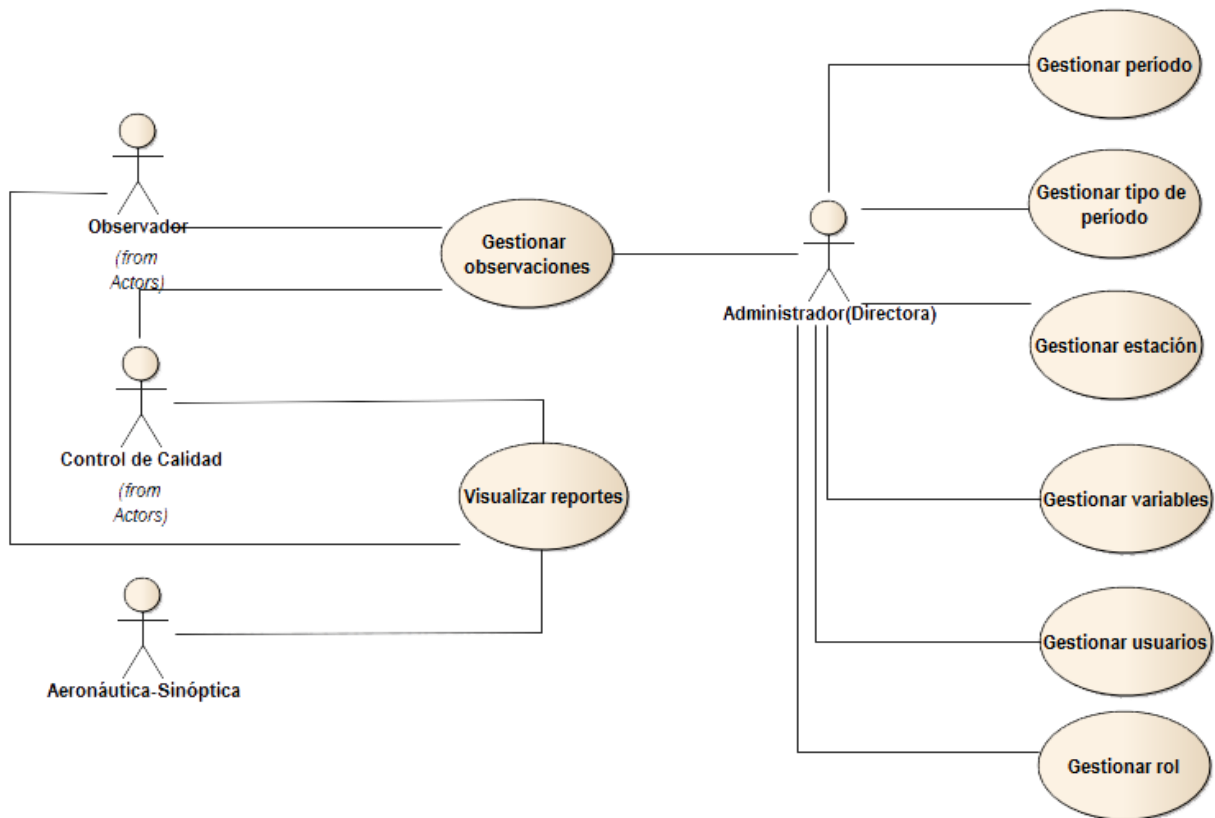 Gestionar período
Observador
(from
Actors)
Gestionar
observaciones
Gestionar tipo de
período
Administrador(Directora)
Gestionar estación
Control de Calidad
(from
Actors)
Visualizar reportes
Gestionar variables
Aeronáutica-Sinóptica
Gestionar usuarios
Gestionar rol